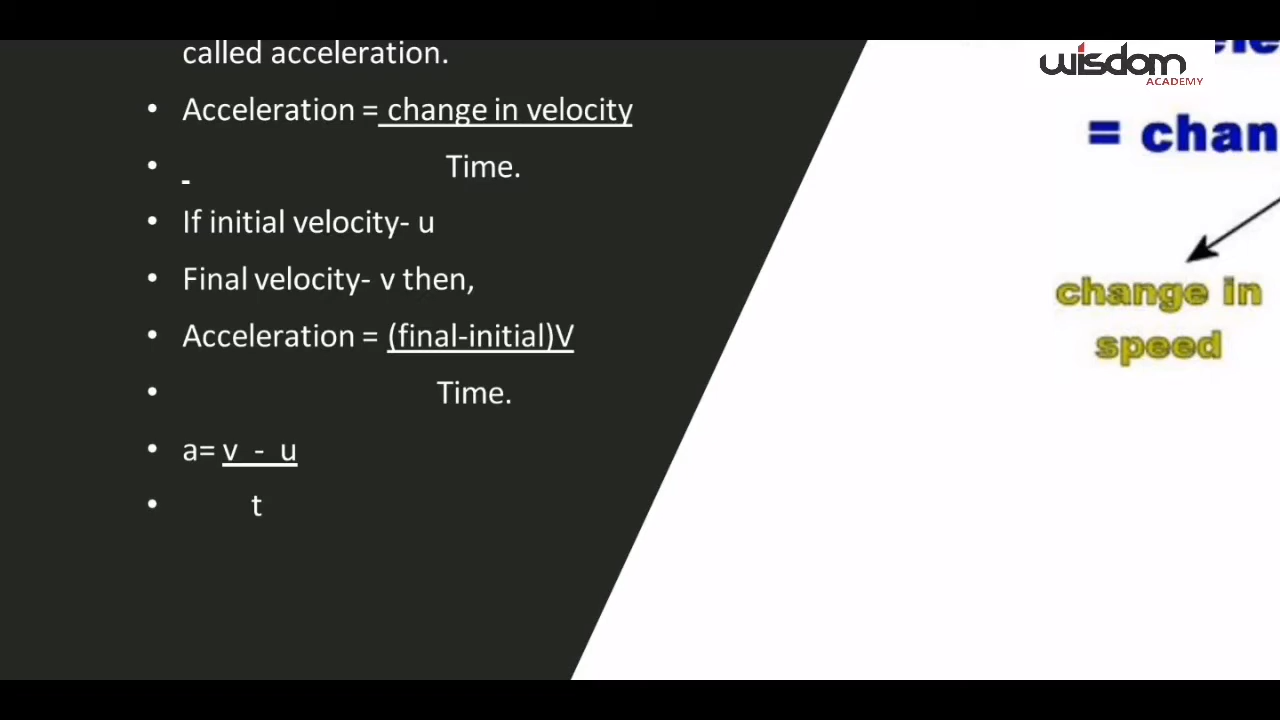 called acceleration.
• Acceleration = change in velocity
• - Time.
• If initial velocity- u
• Final velocity- v then,
• Acceleration = (final-initial)V
• Time.
• a= v - u
• t
wisdom
ACADEMY
= chan
change in
speed